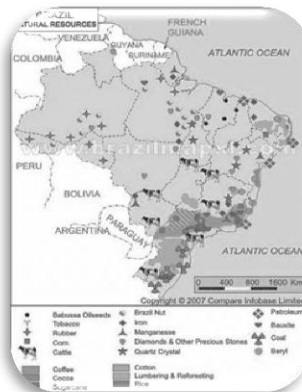 BRAZIL
NATURAL RESOURCES
FRENCH
GUIANA
VENEZUELA
GUYANA
SURINAME
COLOMBIA
ATLANTIC OCEAN
PERU
BOLIVIA
PARAGUAY
ARGENTINA
ATLANTIC OCEAN
0 400 800 1200 1600 Km
Copyright © 2007 Compare Infobase Limited
Babassu Oilseeds
Tobacco
Rubber
Corn
Cattle
Coffee
Cocoa
Sugarcane
Brazil Nut
Iron
Manganese
Diamonds & Other Precious Stones
Quartz Crystal
Cotton
Lumbering & Reforesting
Rice
Petroleum
Bauxite
Coal
Beryl